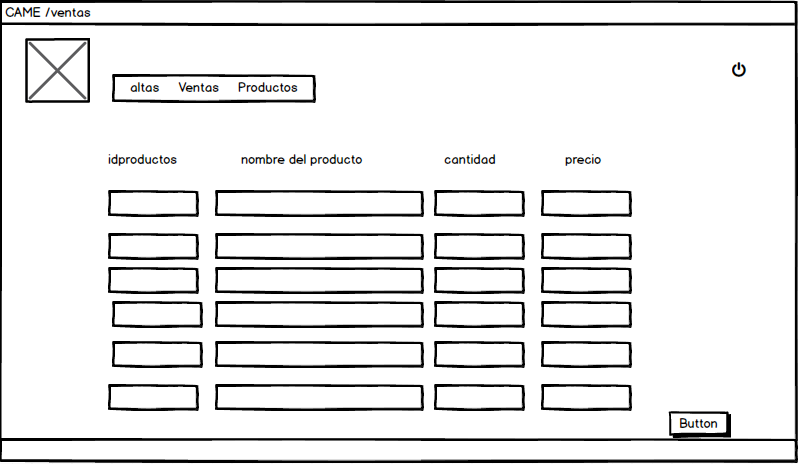 CAME /ventas
altas Ventas Productos
idproductos nombre del producto cantidad precio
Button